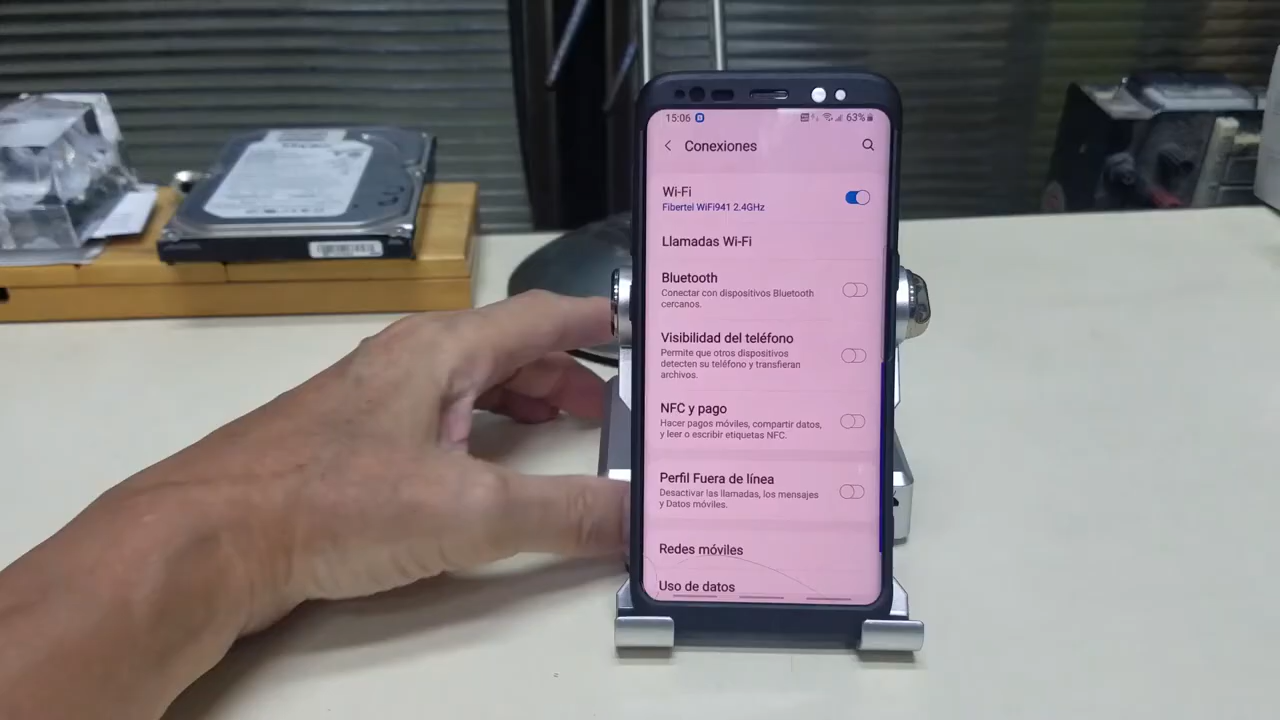 15:06
63%
Conexiones
Wi-Fi
Fibertel WiFi941 2.4GHz
Llamadas Wi-Fi
Bluetooth
Conectar con dispositivos Bluetooth
cercanos.
Visibilidad del teléfono
Permite que otros dispositivos
detecten su teléfono y transfieran
archivos.
NFC y pago
Hacer pagos móviles, compartir datos,
y leer o escribir etiquetas NFC.
Perfil Fuera de línea
Desactivar las llamadas, los mensajes
y Datos móviles.
Redes móviles
Uso de datos